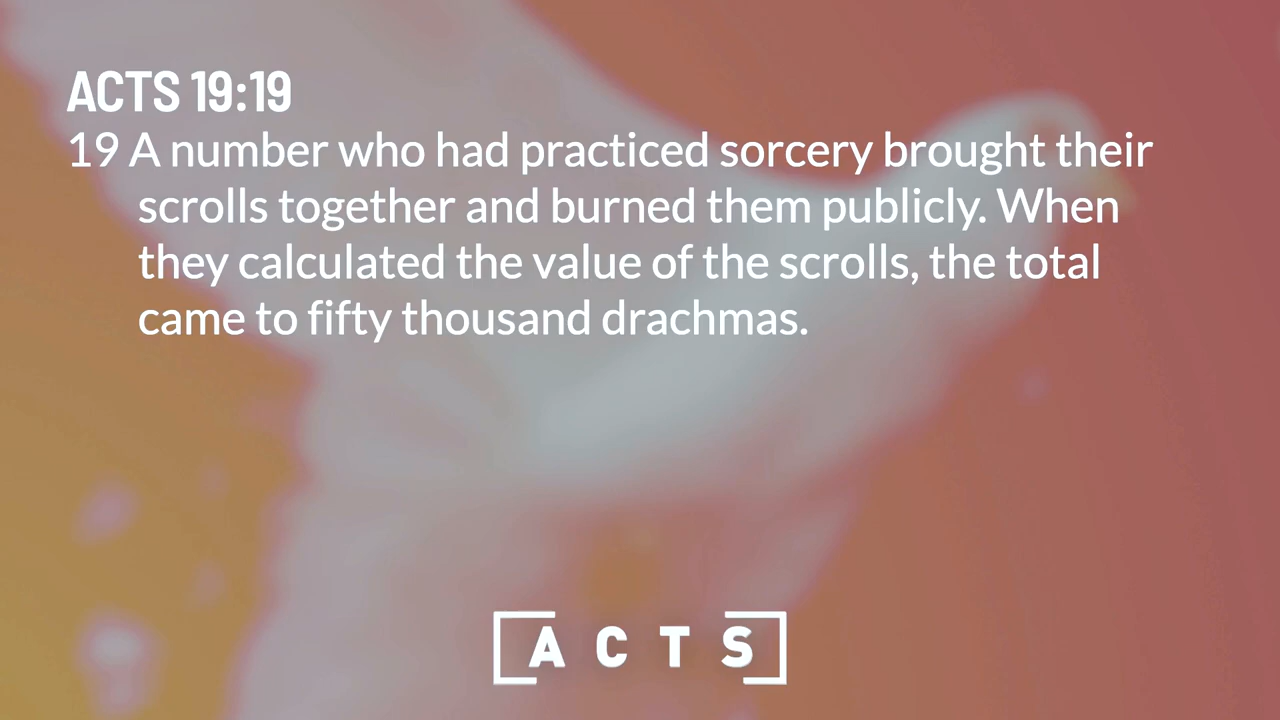 ACTS 19:19
19 A number who had practiced sorcery brought their
scrolls together and burned them publicly. When
they calculated the value of the scrolls, the total
came to fifty thousand drachmas.
ACTS